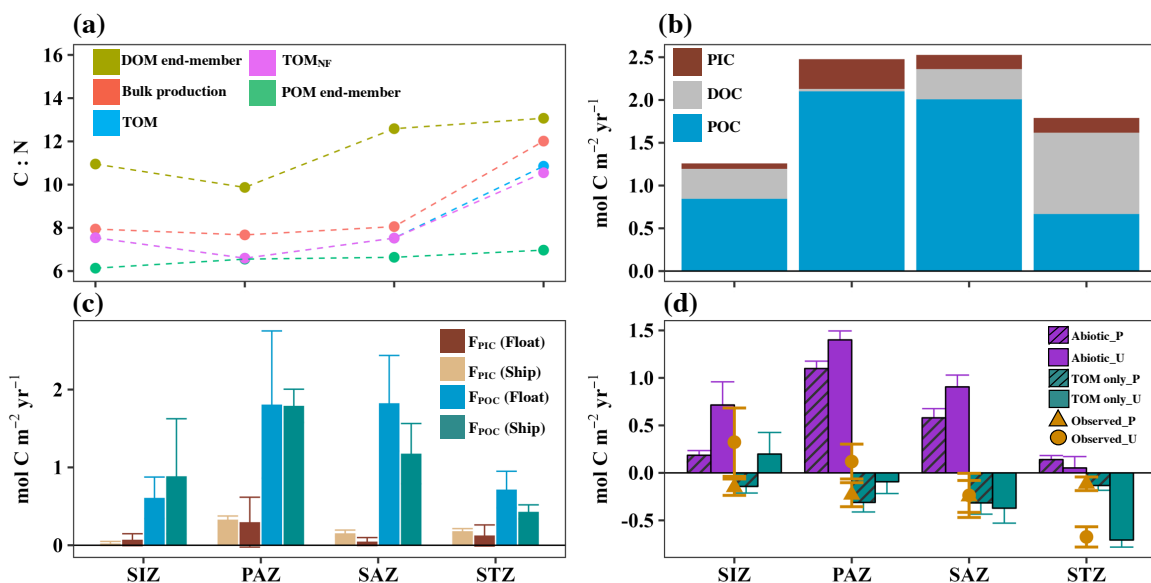 (a)
16
14
12
10
8
6
C : N
DOM end-member
Bulk production
TOM
TOM_NF
POM end-member
(b)
2.5
2.0
1.5
1.0
0.5
0.0
mol C m⁻² yr⁻¹
PIC
DOC
POC
(c)
2
1
0
mol C m⁻² yr⁻¹
F_PIC (Float)
F_PIC (Ship)
F_POC (Float)
F_POC (Ship)
SIZ PAZ SAZ STZ
(d)
1.5
1.0
0.5
0.0
-0.5
mol C m⁻² yr⁻¹
Abiotic_P
Abiotic_U
TOM only_P
TOM only_U
Observed_P
Observed_U
SIZ PAZ SAZ STZ